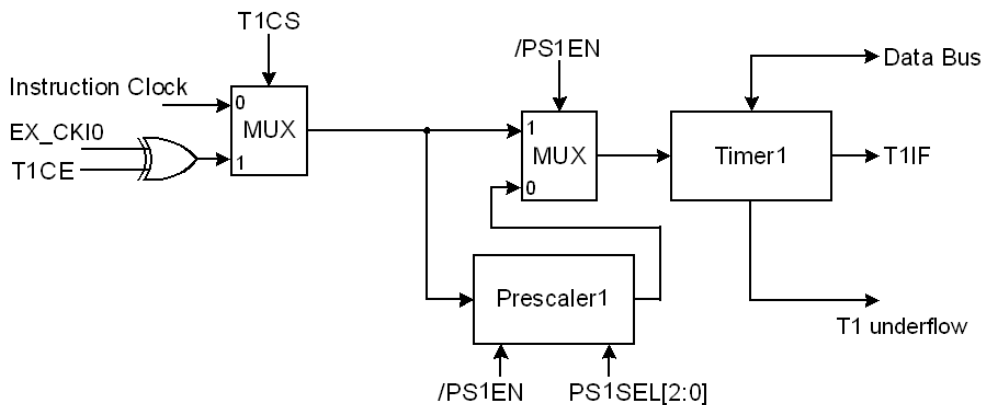 T1CS
/PS1EN
Data Bus
Instruction Clock
0
MUX
EX_CKI0
1
T1CE
1
MUX
0
Timer1
T1IF
Prescaler1
T1 underflow
/PS1EN
PS1SEL[2:0]